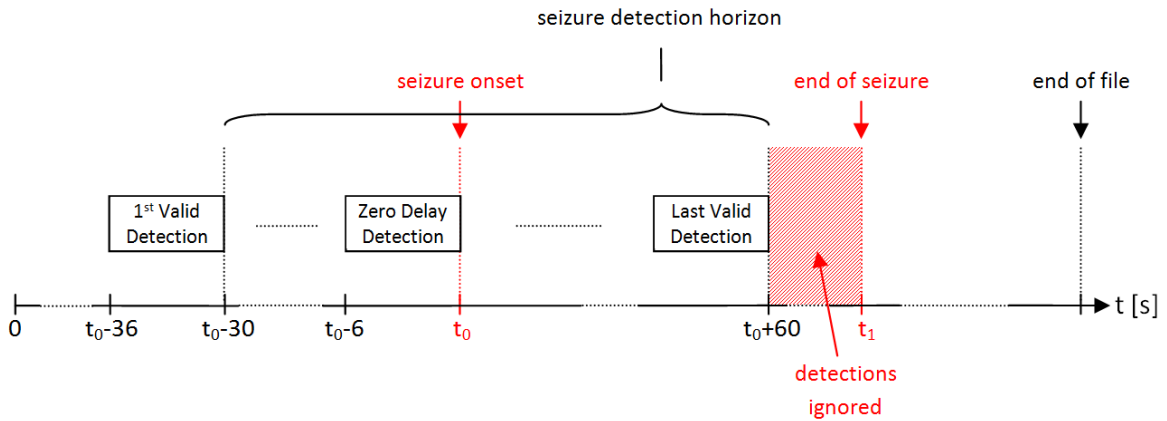 seizure detection horizon
seizure onset
end of seizure
end of file
1st Valid
Detection
Zero Delay
Detection
Last Valid
Detection
0
t0-36
t0-30
t0-6
t0
t0+60
t1
t [s]
detections
ignored